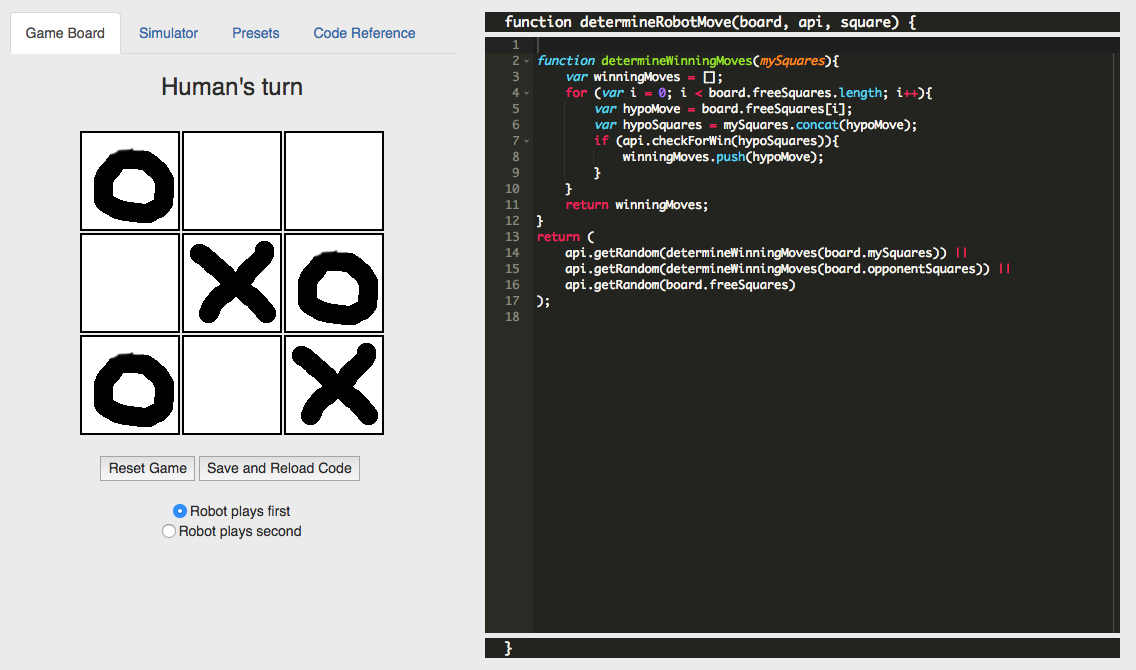 Game Board Simulator Presets Code Reference
Human's turn
O
X O
O X
Reset Game Save and Reload Code
Robot plays first
Robot plays second
function determineRobotMove(board, api, square) {
1
2 function determineWinningMoves(mySquares){
3 var winningMoves = [];
4 for (var i = 0; i < board.freeSquares.length; i++){
5 var hypoMove = board.freeSquares[i];
6 var hypoSquares = mySquares.concat(hypoMove);
7 if (api.checkForWin(hypoSquares)){
8 winningMoves.push(hypoMove);
9 }
10 }
11 return winningMoves;
12 }
13 return (
14 api.getRandom(determineWinningMoves(board.mySquares)) ||
15 api.getRandom(determineWinningMoves(board.opponentSquares)) ||
16 api.getRandom(board.freeSquares)
17 );
18
}